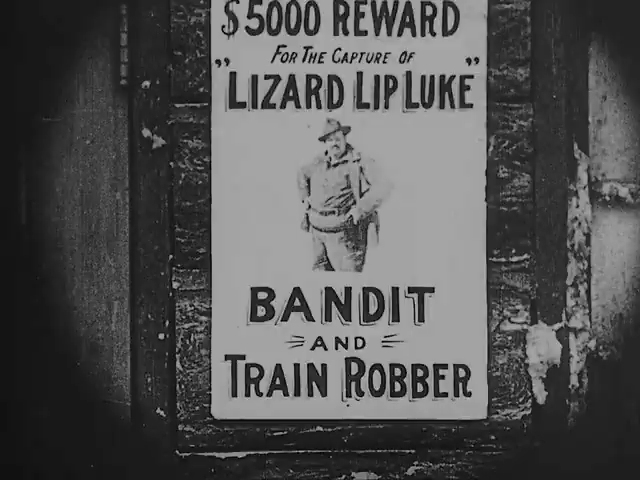 $5000 REWARD
FOR THE CAPTURE OF
„LIZARD LIP LUKE”
BANDIT
AND
TRAIN ROBBER